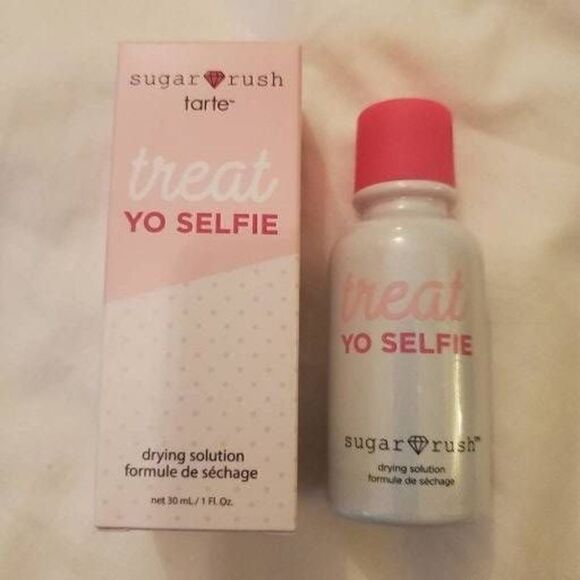 sugar rush
tarte™
treat
YO SELFIE
drying solution
formule de séchage
net 30 mL / 1 Fl. Oz.
treat
YO SELFIE
sugar rush™
drying solution
formule de séchage